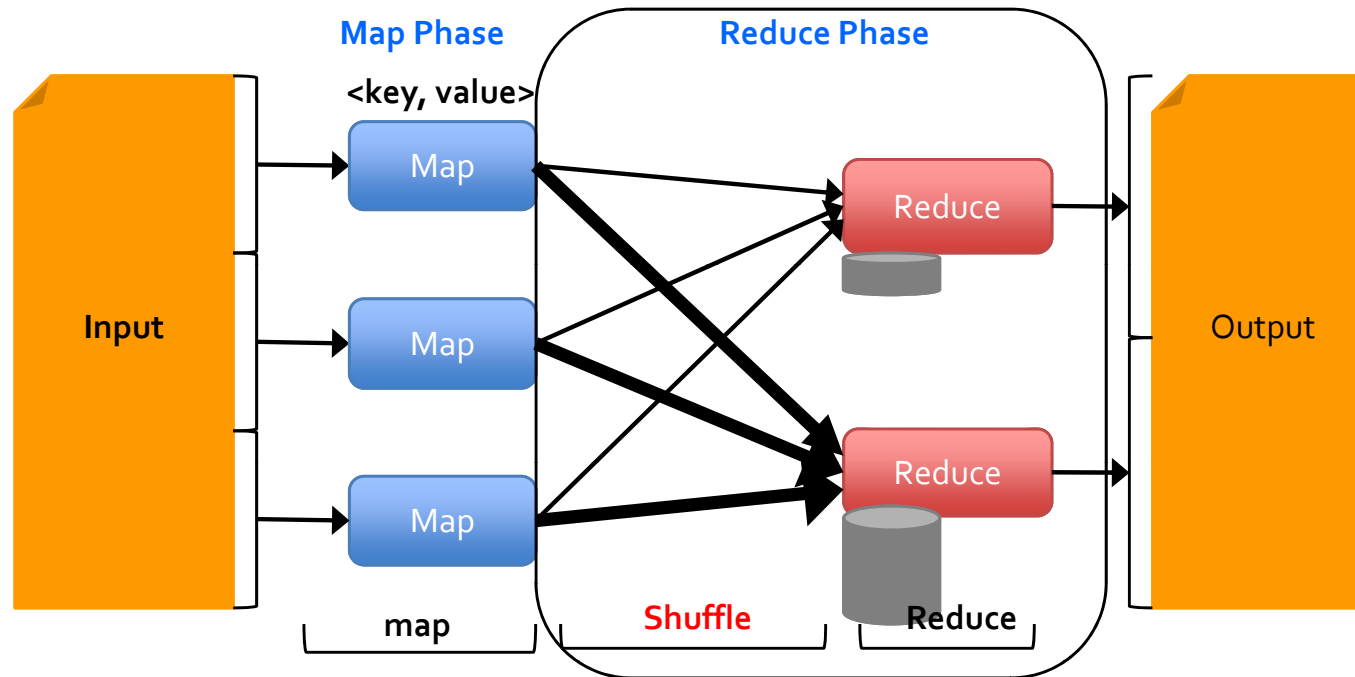 Map Phase
Reduce Phase
<key, value>
Map
Reduce
Input
Map
Output
Reduce
Map
map
Shuffle
Reduce